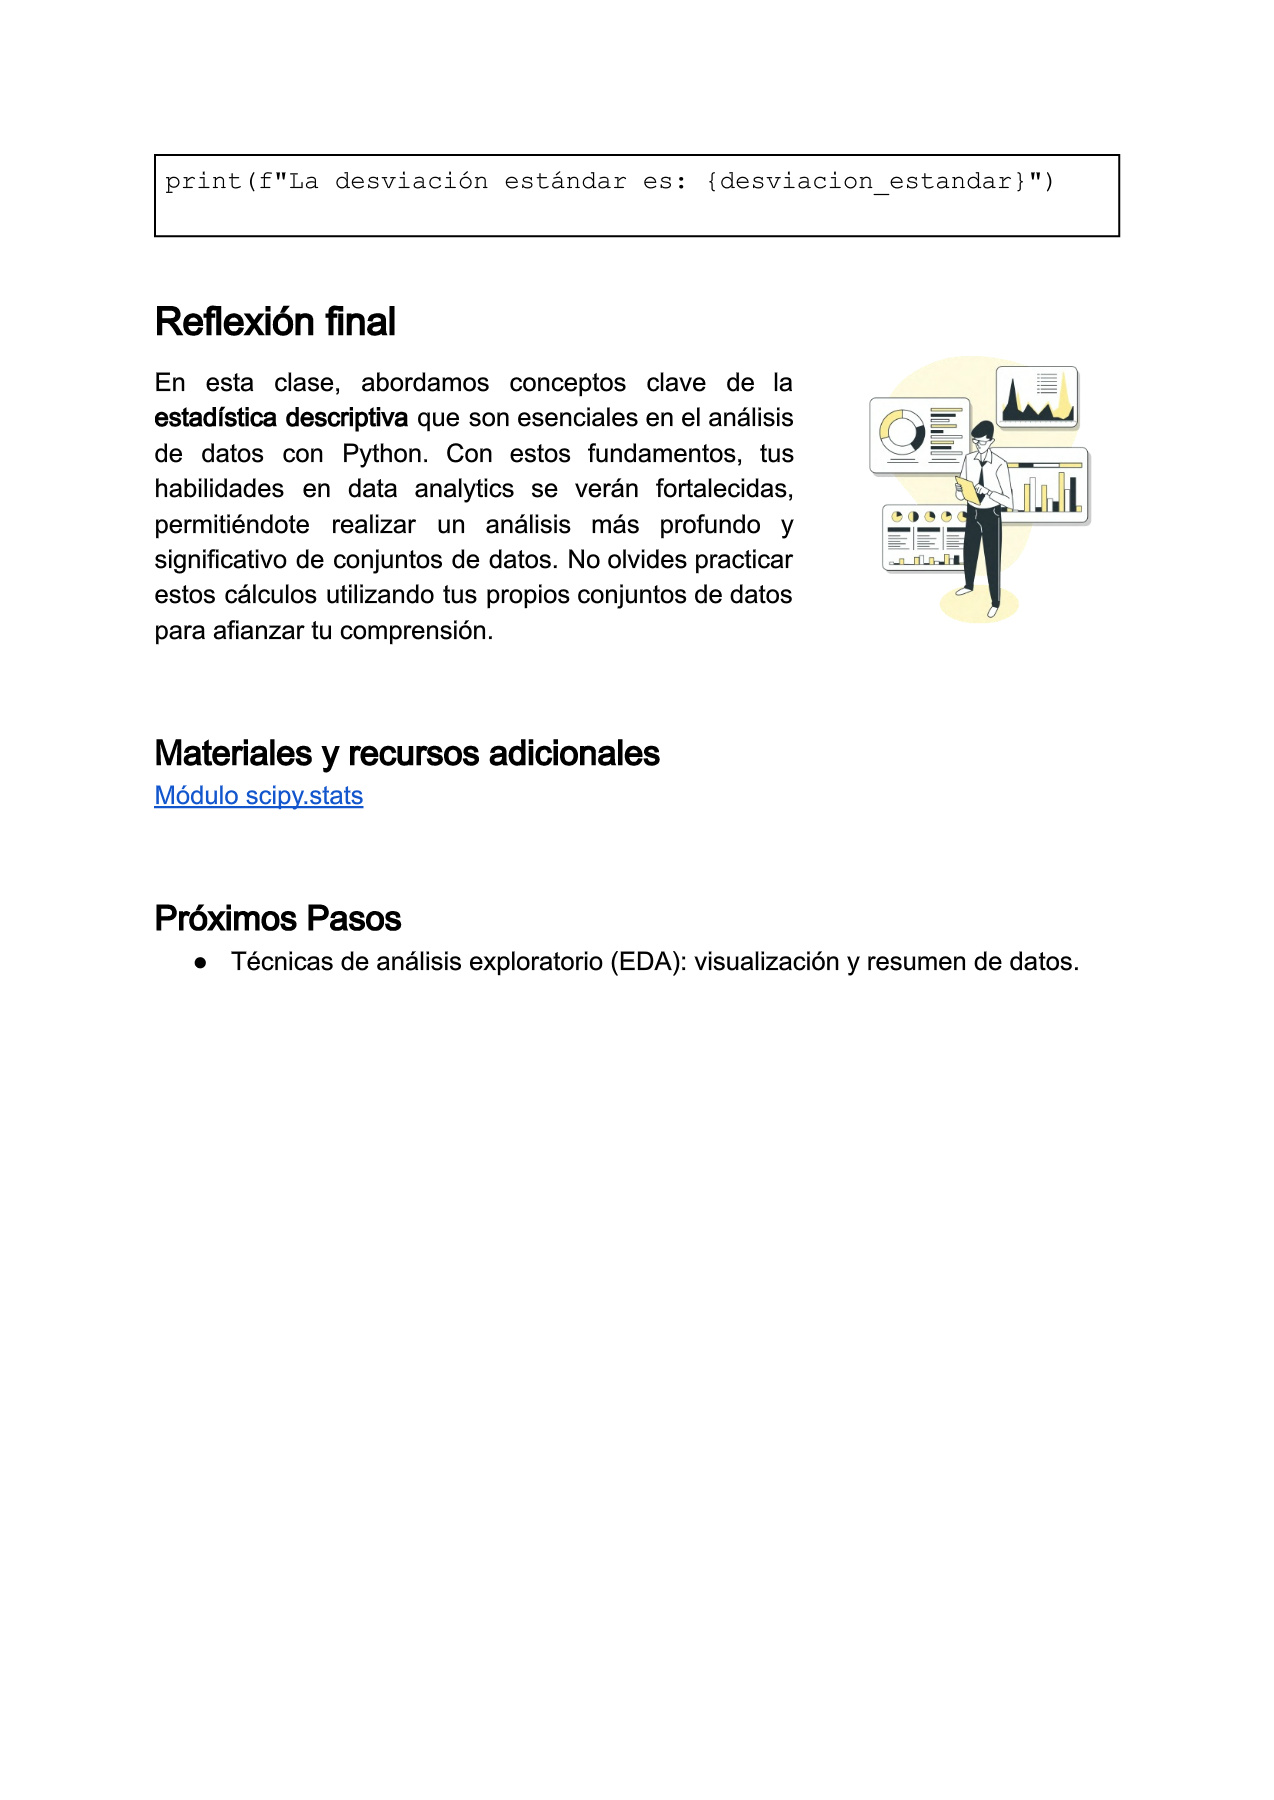 print(f"La desviación estándar es: {desviacion_estandar}")
Reflexión final
En esta clase, abordamos conceptos clave de la
estadística descriptiva que son esenciales en el análisis
de datos con Python. Con estos fundamentos, tus
habilidades en data analytics se verán fortalecidas,
permitiéndote realizar un análisis más profundo y
significativo de conjuntos de datos. No olvides practicar
estos cálculos utilizando tus propios conjuntos de datos
para afianzar tu comprensión.
Materiales y recursos adicionales
Módulo scipy.stats
Próximos Pasos
● Técnicas de análisis exploratorio (EDA): visualización y resumen de datos.